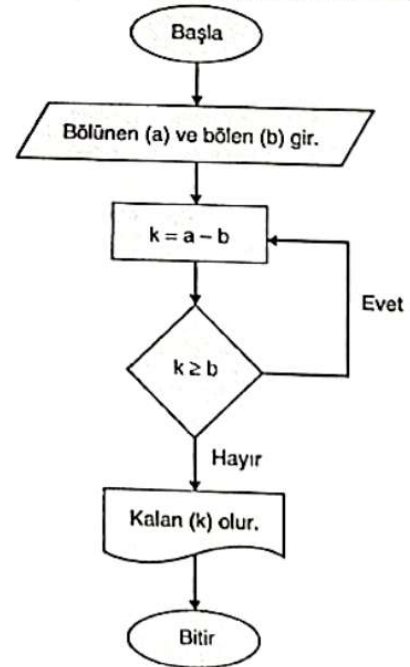 Başla
Bölünen (a) ve bölen (b) gir.
k = a – b
k ≥ b
Evet
Hayır
Kalan (k) olur.
Bitir